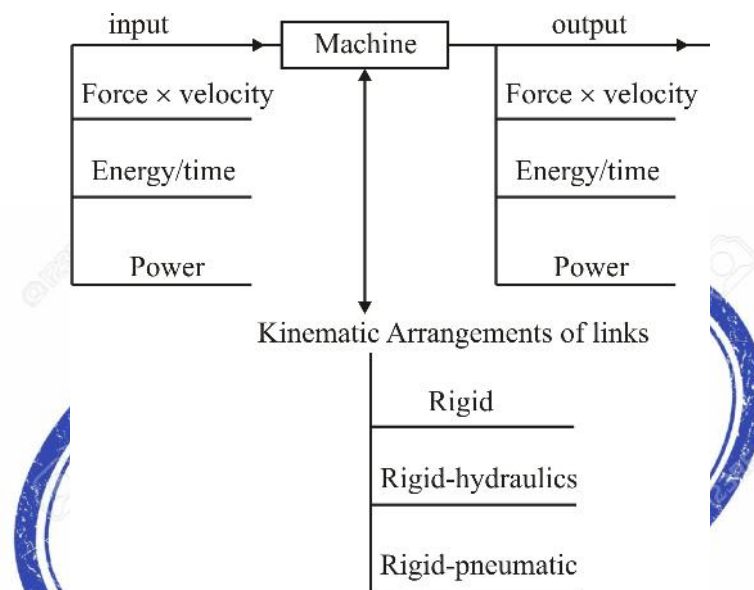 input
Machine
output
Force × velocity
Energy/time
Power
Force × velocity
Energy/time
Power
Kinematic Arrangements of links
Rigid
Rigid-hydraulics
Rigid-pneumatic